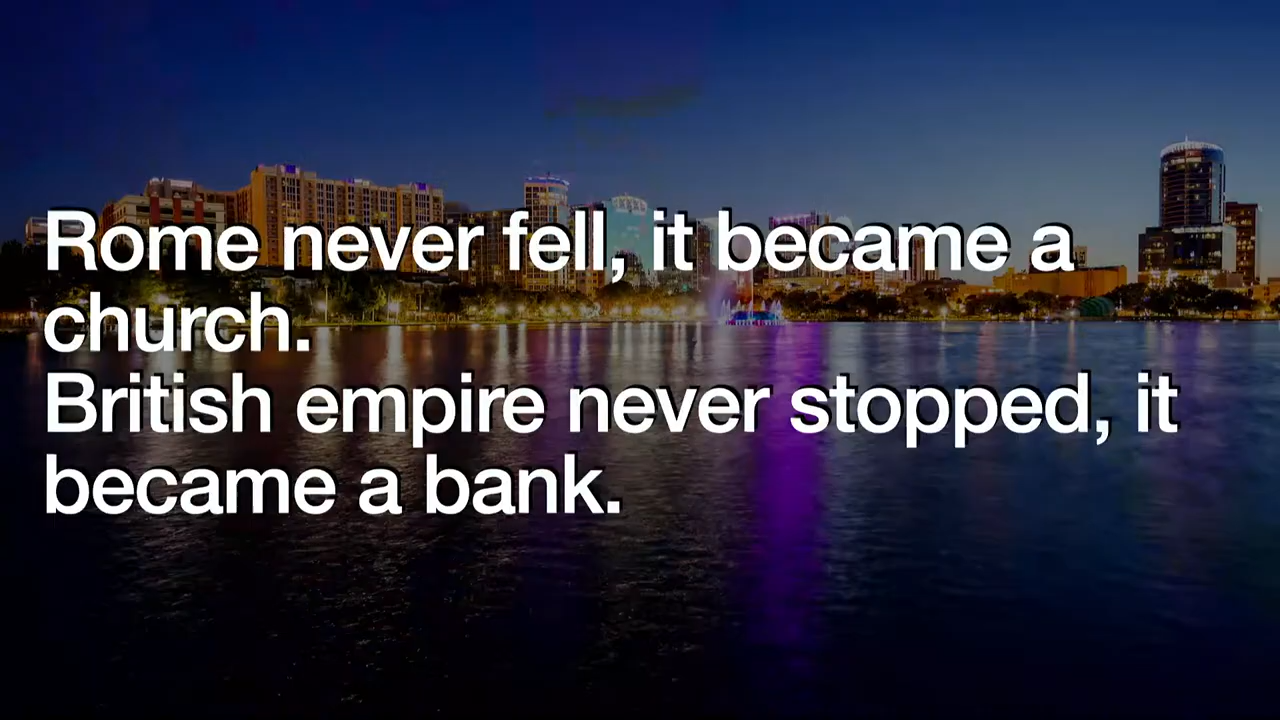 Rome never fell, it became a
church.
British empire never stopped, it
became a bank.